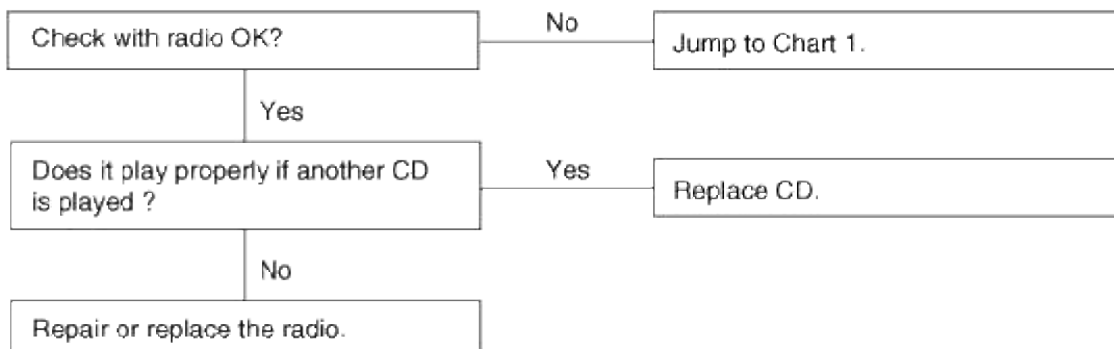 Check with radio OK?
No
Jump to Chart 1.
Yes
Does it play properly if another CD
is played ?
Yes
Replace CD.
No
Repair or replace the radio.